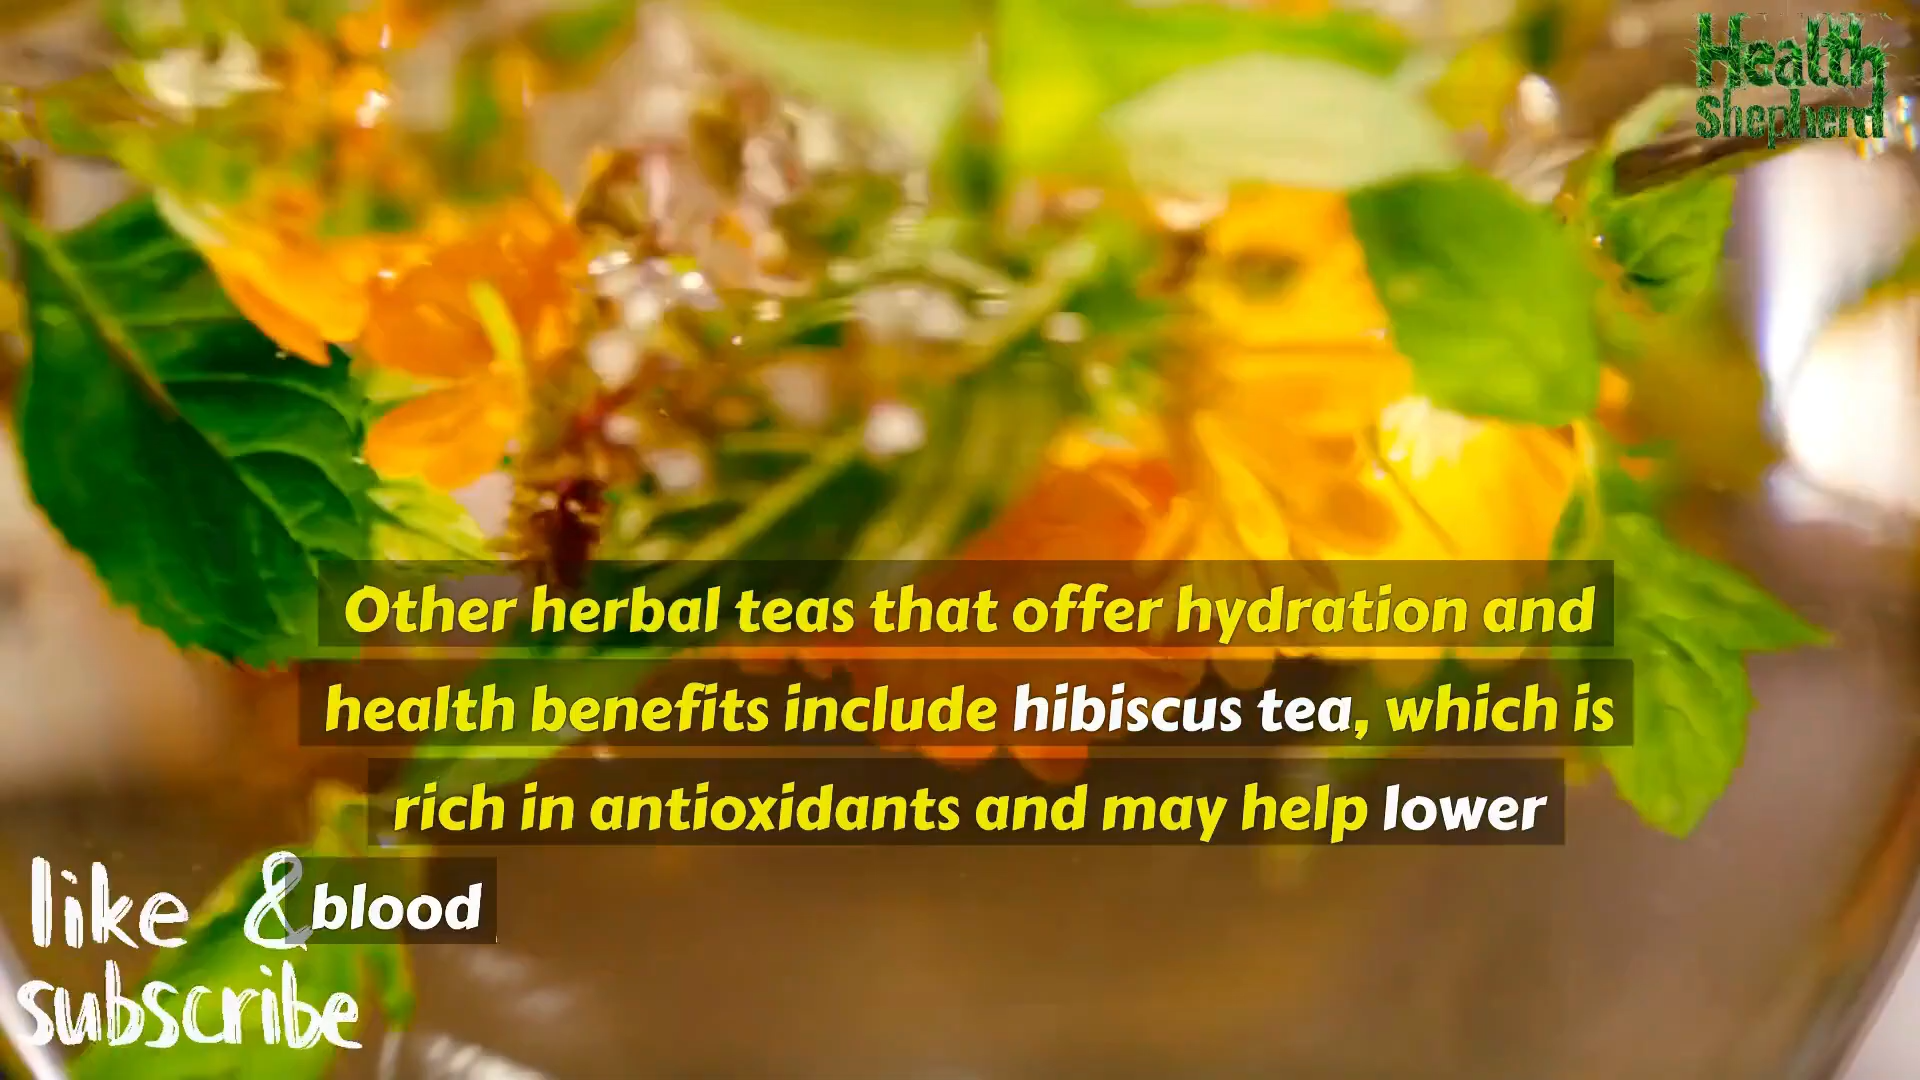 Health
Shepherd
Other herbal teas that offer hydration and
health benefits include hibiscus tea, which is
rich in antioxidants and may help lower
blood
like &
subscribe